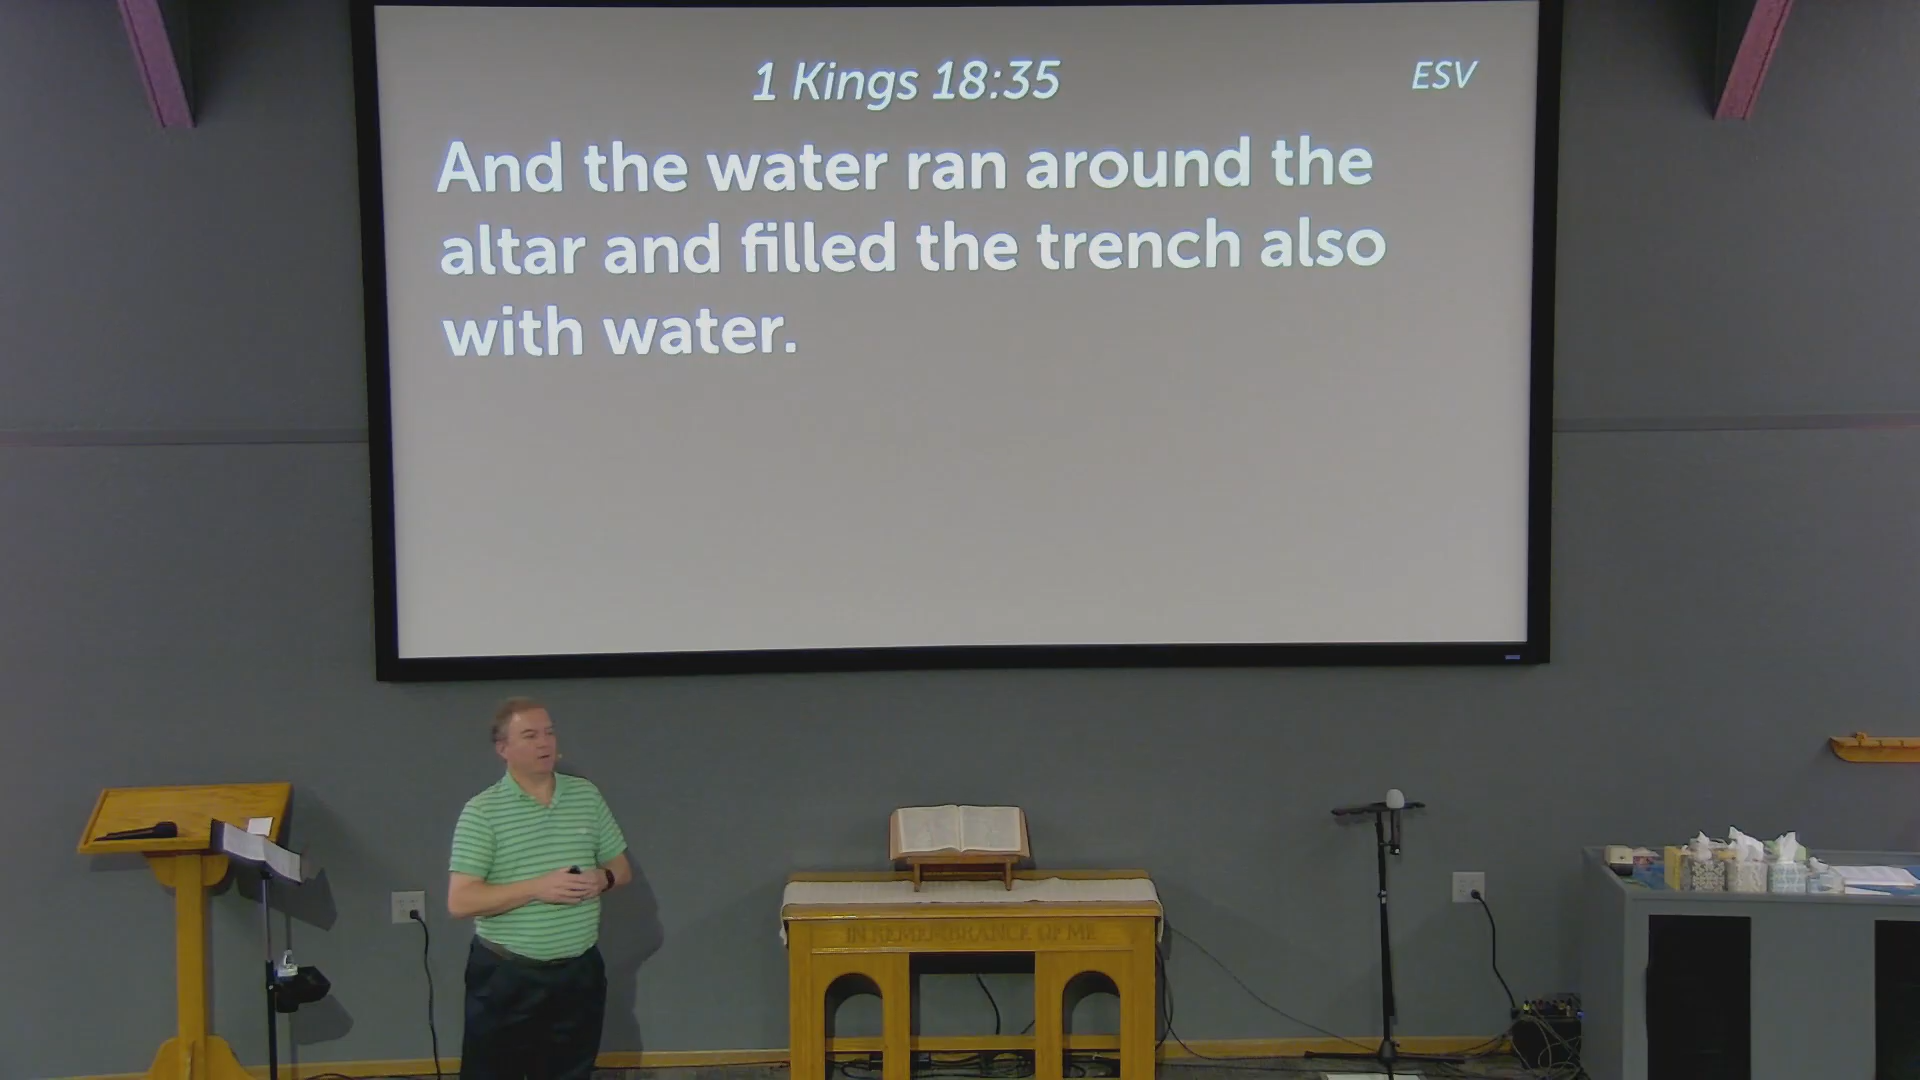 1 Kings 18:35
ESV
And the water ran around the
altar and filled the trench also
with water.
IN REMEMBRANCE OF ME